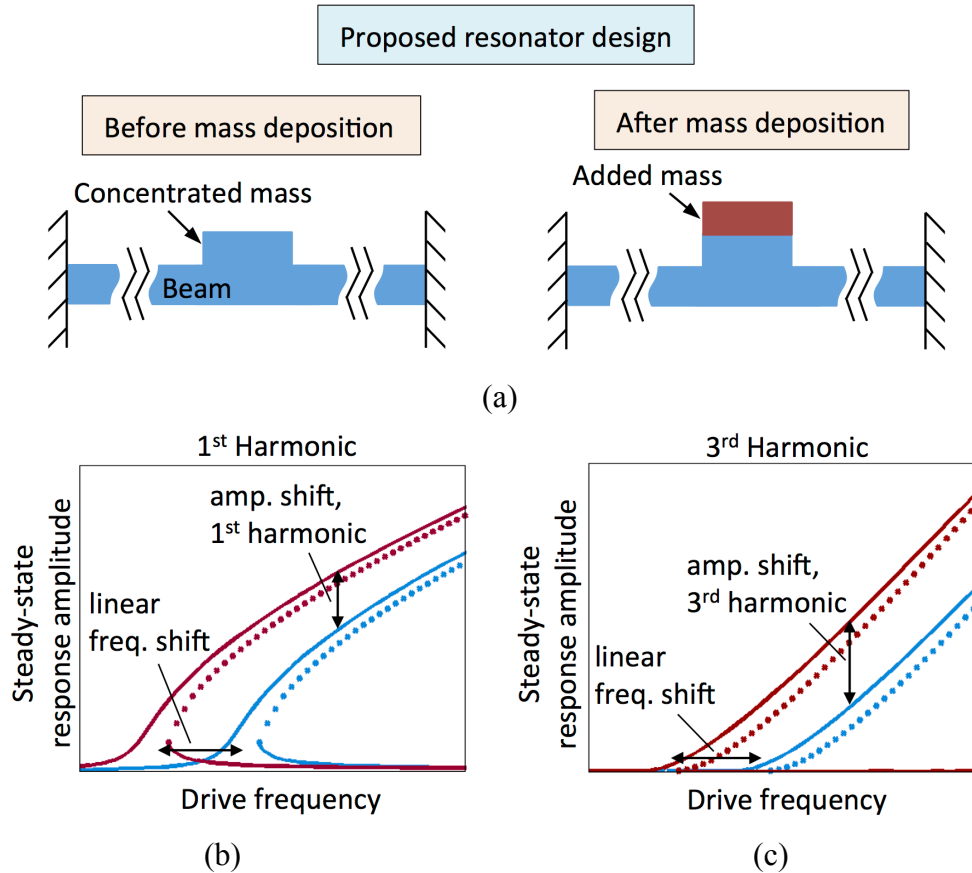 Proposed resonator design
Before mass deposition
After mass deposition
Concentrated mass
Beam
Added mass
(a)
1st Harmonic
Steady-state
response amplitude
amp. shift,
1st harmonic
linear
freq. shift
Drive frequency
(b)
3rd Harmonic
Steady-state
response amplitude
amp. shift,
3rd harmonic
linear
freq. shift
Drive frequency
(c)